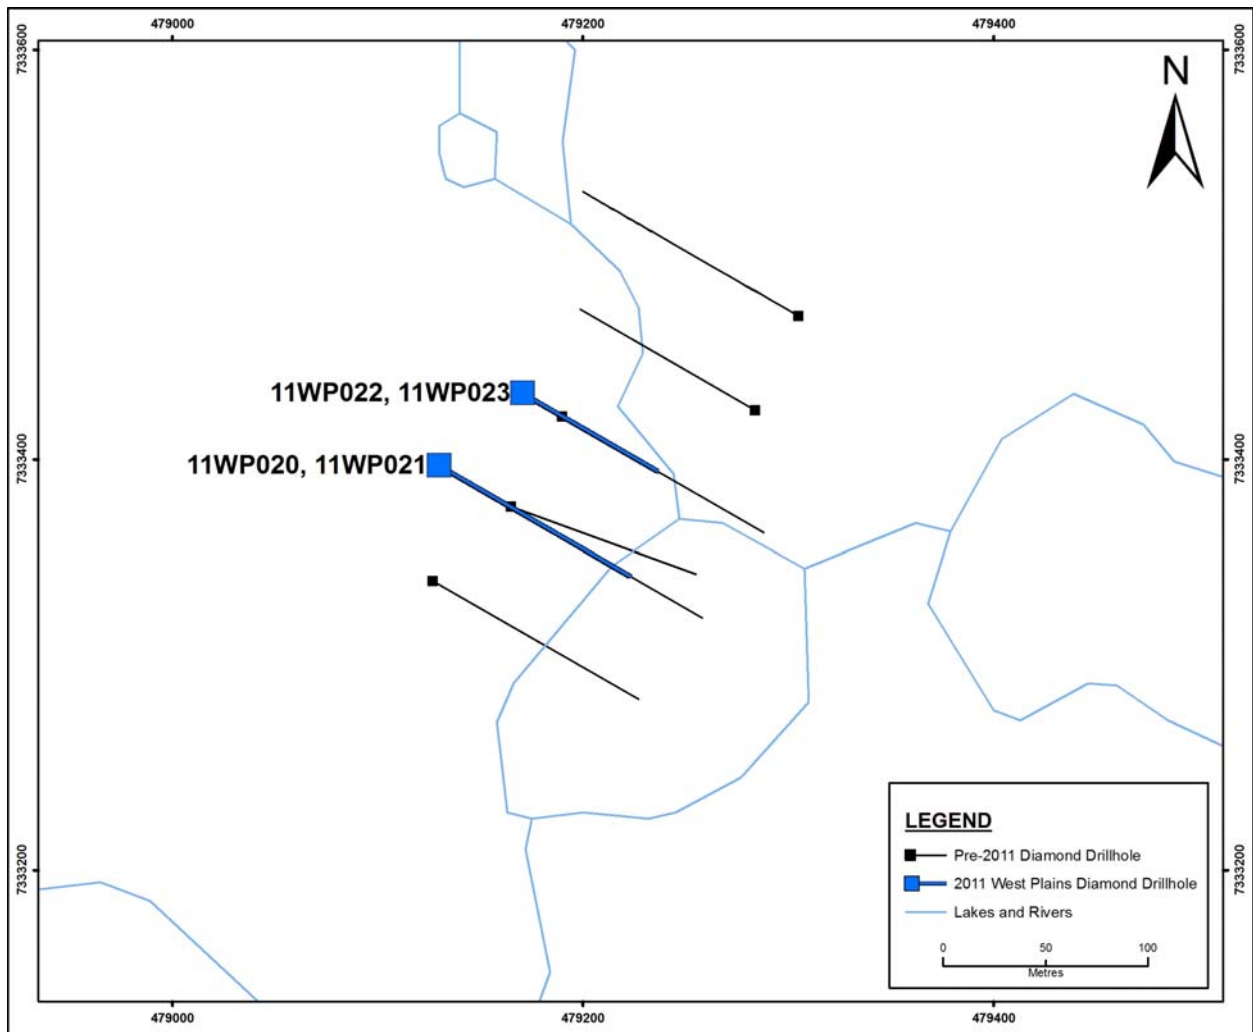 479000 479200 479400
7333600 7333600
N
11WP022, 11WP023
7333400 7333400
11WP020, 11WP021
LEGEND
Pre-2011 Diamond Drillhole
2011 West Plains Diamond Drillhole
Lakes and Rivers
0 50 100
Metres
7333200 7333200
479000 479200 479400